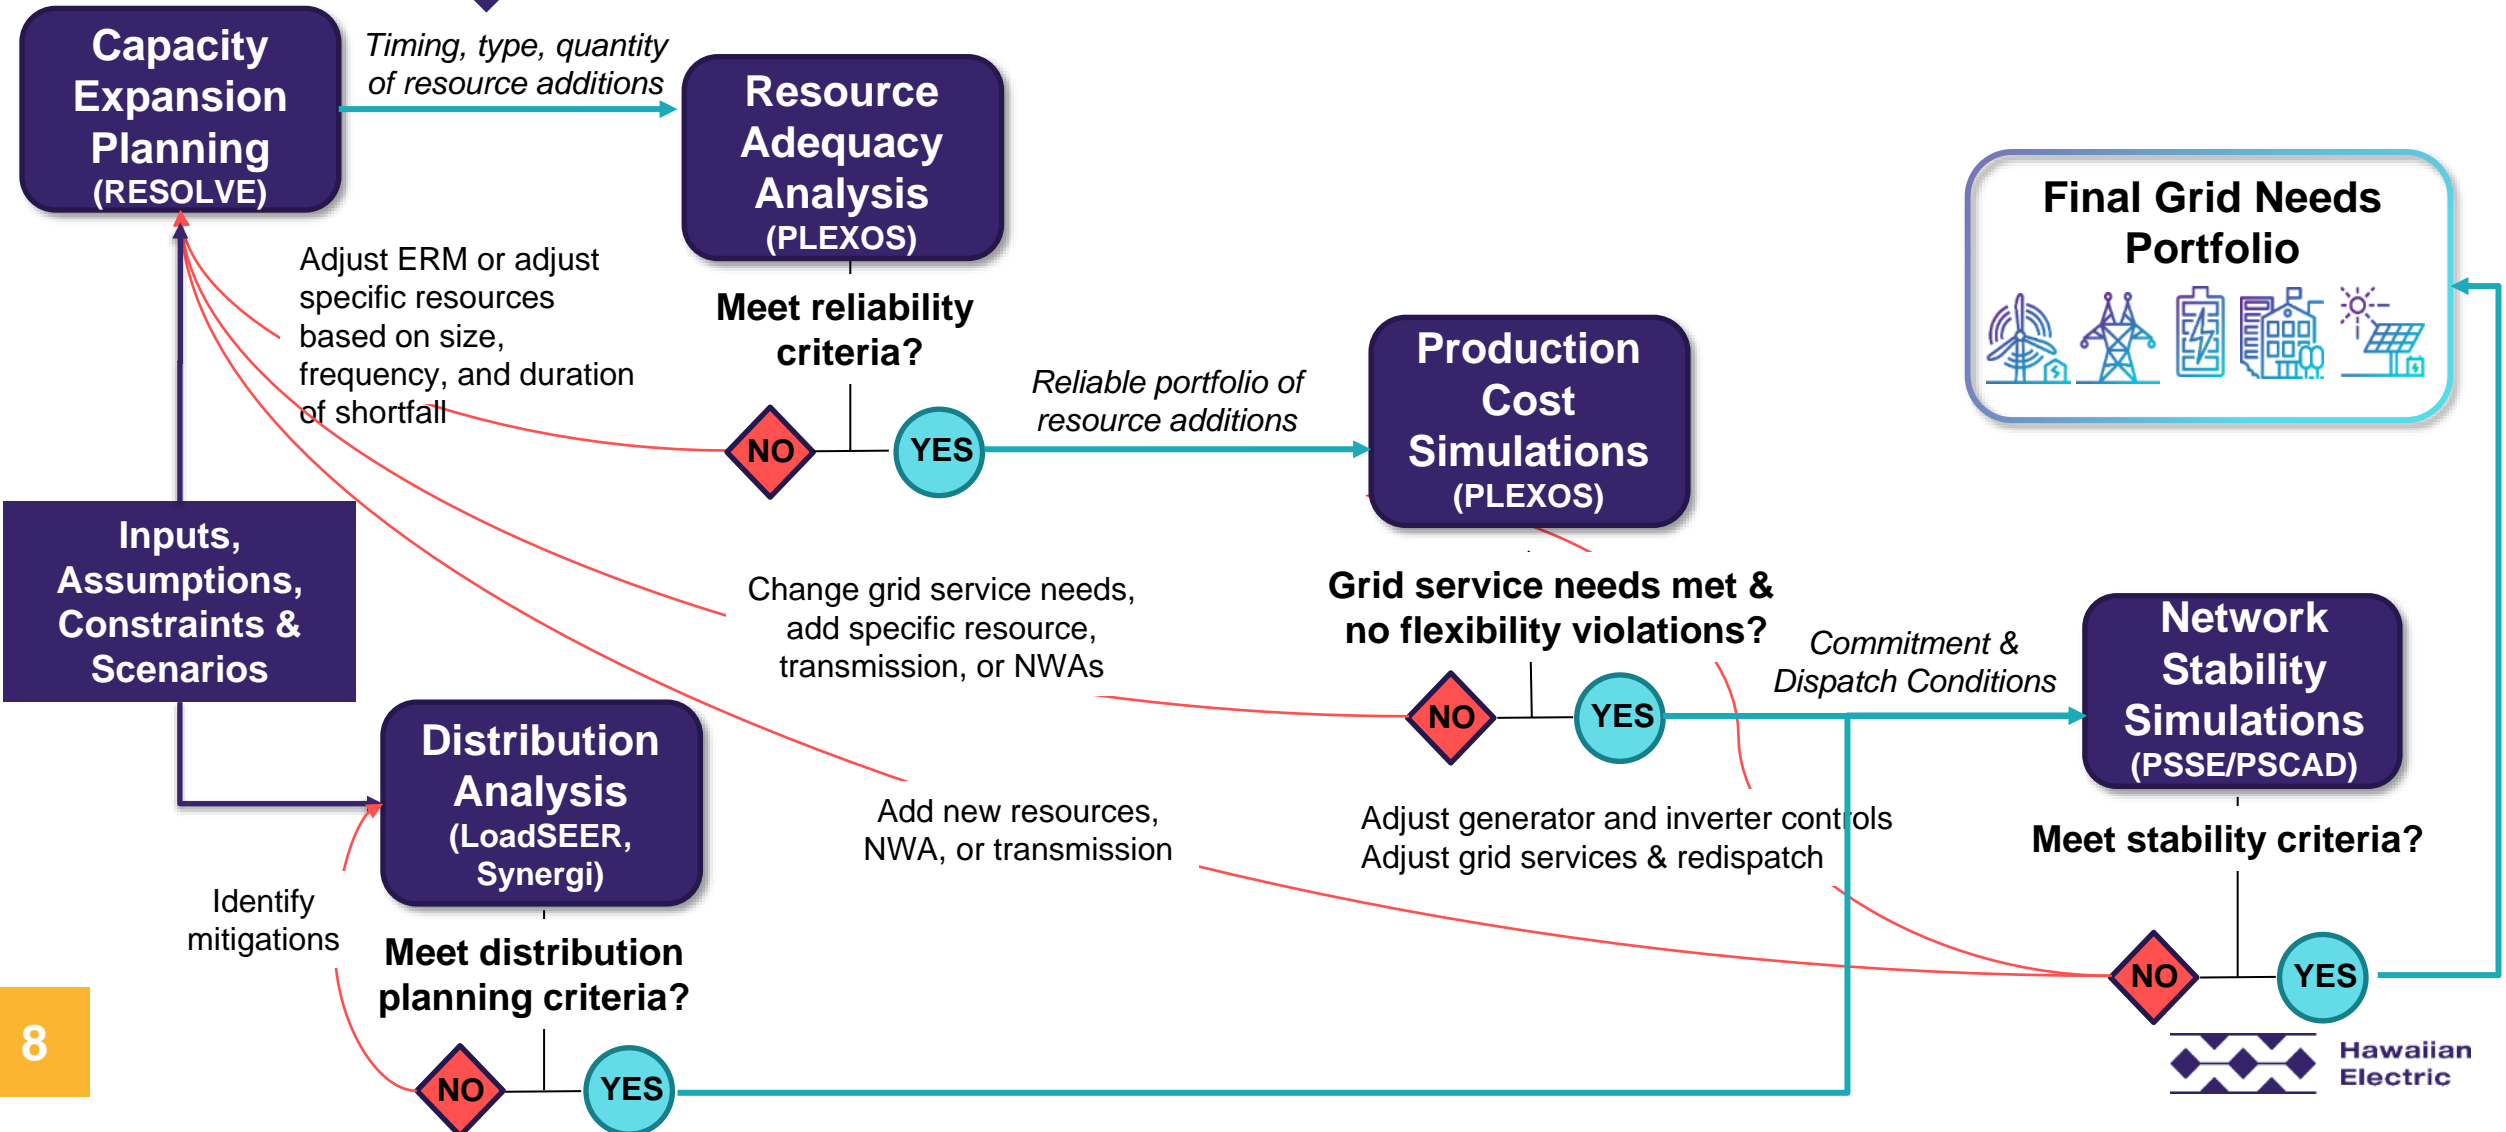 Capacity
Expansion
Planning
(RESOLVE)
Timing, type, quantity
of resource additions
Resource
Adequacy
Analysis
(PLEXOS)
Meet reliability
criteria?
NO
YES
Adjust ERM or adjust
specific resources
based on size,
frequency, and duration
of shortfall
Reliable portfolio of
resource additions
Production
Cost
Simulations
(PLEXOS)
Final Grid Needs
Portfolio
Inputs,
Assumptions,
Constraints &
Scenarios
Change grid service needs,
add specific resource,
transmission, or NWAs
Grid service needs met &
no flexibility violations?
NO
YES
Commitment &
Dispatch Conditions
Network
Stability
Simulations
(PSSE/PSCAD)
Distribution
Analysis
(LoadSEER,
Synergi)
Add new resources,
NWA, or transmission
Adjust generator and inverter controls
Adjust grid services & redispatch
Meet stability criteria?
NO
YES
Identify
mitigations
Meet distribution
planning criteria?
NO
YES
8
Hawaiian
Electric